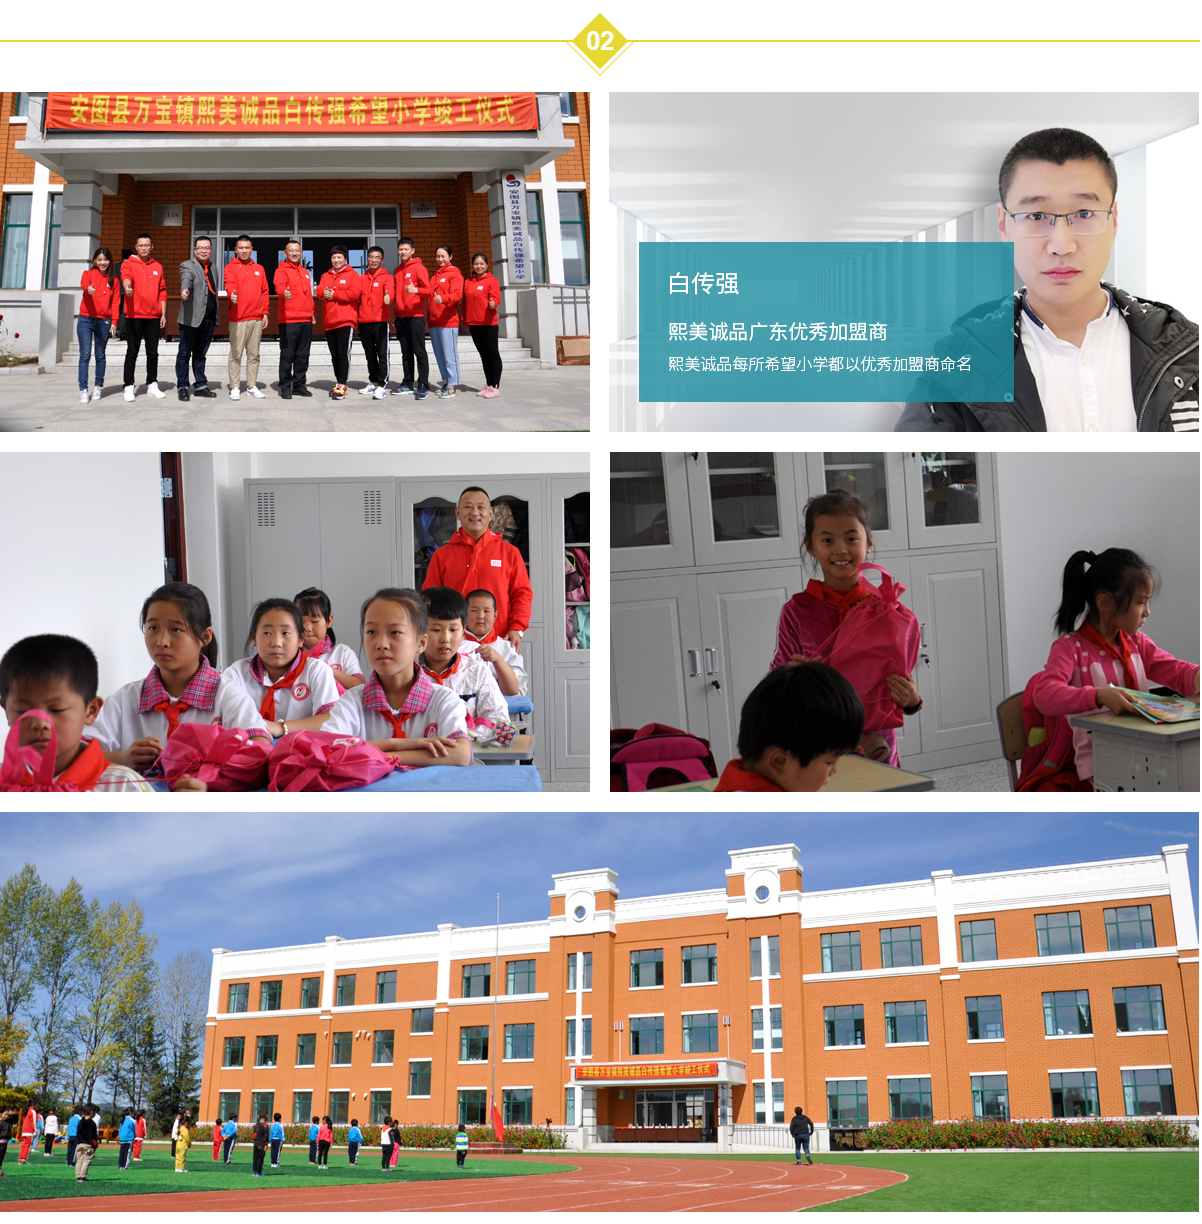 02
安图县万宝镇熙美诚品白传强希望小学竣工仪式
安图县万宝镇熙美诚品白传强希望小学
白传强
熙美诚品广东优秀加盟商
熙美诚品每所希望小学都以优秀加盟商命名
安图县万宝镇熙美诚品白传强希望小学竣工仪式